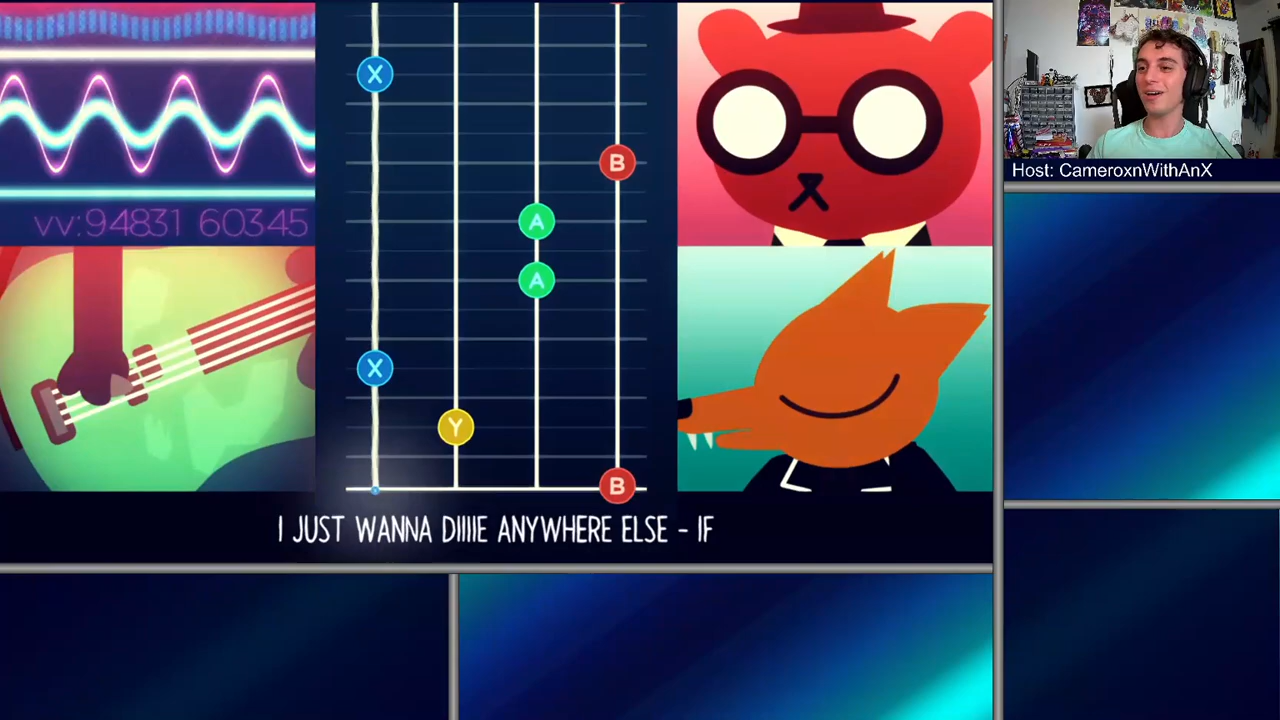 vv:94831 60345
X
B
A
A
X
Y
B
I JUST WANNA DIIIIE ANYWHERE ELSE - IF
Host: CameroxnWithAnX